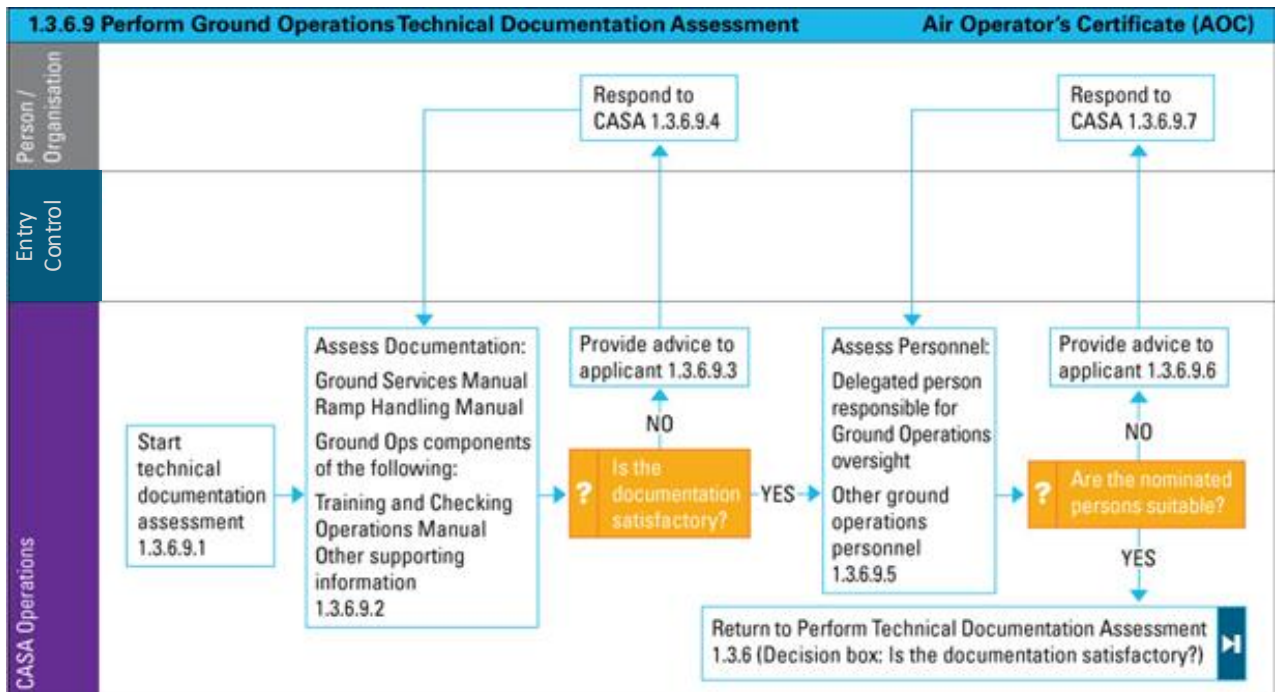 1.3.6.9 Perform Ground Operations Technical Documentation Assessment
Air Operator's Certificate (AOC)
Person /
Organisation
Respond to
CASA 1.3.6.9.4
Respond to
CASA 1.3.6.9.7
Entry
Control
CASA Operations
Start
technical
documentation
assessment
1.3.6.9.1
Assess Documentation:
Ground Services Manual
Ramp Handling Manual
Ground Ops components
of the following:
Training and Checking
Operations Manual
Other supporting
information
1.3.6.9.2
Provide advice to
applicant 1.3.6.9.3
NO
?
Is the
documentation
satisfactory?
YES
Assess Personnel:
Delegated person
responsible for
Ground Operations
oversight
Other ground
operations
personnel
1.3.6.9.5
Provide advice to
applicant 1.3.6.9.6
NO
?
Are the nominated
persons suitable?
YES
Return to Perform Technical Documentation Assessment
1.3.6 (Decision box: Is the documentation satisfactory?)